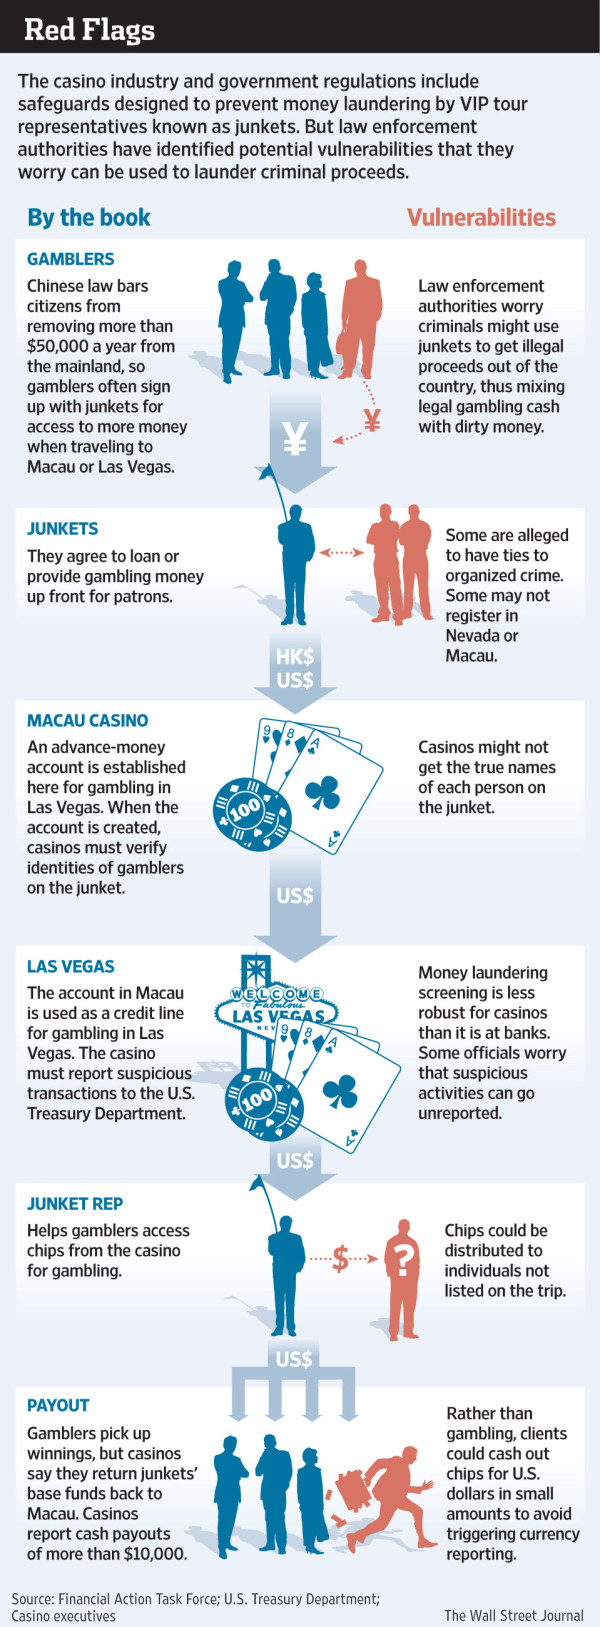 Red Flags
The casino industry and government regulations include
safeguards designed to prevent money laundering by VIP tour
representatives known as junkets. But law enforcement
authorities have identified potential vulnerabilities that they
worry can be used to launder criminal proceeds.
By the book
Vulnerabilities
GAMBLERS
Chinese law bars
citizens from
removing more than
$50,000 a year from
the mainland, so
gamblers often sign
up with junkets for
access to more money
when traveling to
Macau or Las Vegas.
Law enforcement
authorities worry
criminals might use
junkets to get illegal
proceeds out of the
country, thus mixing
legal gambling cash
with dirty money.
¥
¥
JUNKETS
They agree to loan or
provide gambling money
up front for patrons.
Some are alleged
to have ties to
organized crime.
Some may not
register in
Nevada or
Macau.
HK$
US$
MACAU CASINO
An advance-money
account is established
here for gambling in
Las Vegas. When the
account is created,
casinos must verify
identities of gamblers
on the junket.
9 8 A
100
A
Casinos might not
get the true names
of each person on
the junket.
US$
LAS VEGAS
The account in Macau
is used as a credit line
for gambling in Las
Vegas. The casino
must report suspicious
transactions to the U.S.
Treasury Department.
WELCOME
TO Fabulous
LAS VEGAS
NEV
9 8 A
100
A
Money laundering
screening is less
robust for casinos
than it is at banks.
Some officials worry
that suspicious
activities can go
unreported.
US$
JUNKET REP
Helps gamblers access
chips from the casino
for gambling.
$
?
Chips could be
distributed to
individuals not
listed on the trip.
US$
PAYOUT
Gamblers pick up
winnings, but casinos
say they return junkets'
base funds back to
Macau. Casinos
report cash payouts
of more than $10,000.
Rather than
gambling, clients
could cash out
chips for U.S.
dollars in small
amounts to avoid
triggering currency
reporting.
Source: Financial Action Task Force; U.S. Treasury Department;
Casino executives
The Wall Street Journal